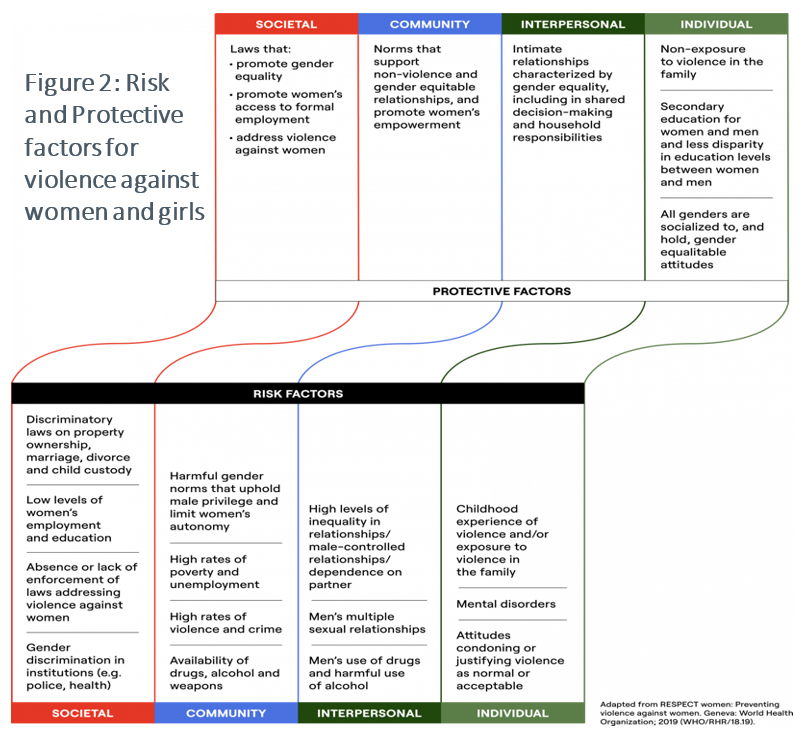 Figure 2: Risk
and Protective
factors for
violence against
women and girls
SOCIETAL
COMMUNITY
INTERPERSONAL
INDIVIDUAL
Laws that:
• promote gender
equality
• promote women's
access to formal
employment
• address violence
against women
Norms that
support
non-violence and
gender equitable
relationships, and
promote women's
empowerment
Intimate
relationships
characterized by
gender equality,
including in shared
decision-making
and household
responsibilities
Non-exposure
to violence in the
family
Secondary
education for
women and men
and less disparity
in education levels
between women
and men
All genders are
socialized to, and
hold, gender
equalitable
attitudes
PROTECTIVE FACTORS
RISK FACTORS
Discriminatory
laws on property
ownership,
marriage, divorce
and child custody
Low levels of
women's
employment
and education
Absence or lack of
enforcement of
laws addressing
violence against
women
Gender
discrimination in
institutions (e.g.
police, health)
Harmful gender
norms that uphold
male privilege and
limit women's
autonomy
High rates of
poverty and
unemployment
High rates of
violence and crime
Availability of
drugs, alcohol and
weapons
High levels of
inequality in
relationships/
male-controlled
relationships/
dependence on
partner
Men's multiple
sexual relationships
Men's use of drugs
and harmful use
of alcohol
Childhood
experience of
violence and/or
exposure to
violence in
the family
Mental disorders
Attitudes
condoning or
justifying violence
as normal or
acceptable
SOCIETAL
COMMUNITY
INTERPERSONAL
INDIVIDUAL
Adapted from RESPECT women: Preventing
violence against women. Geneva: World Health
Organization; 2019 (WHO/RHR/18.19).